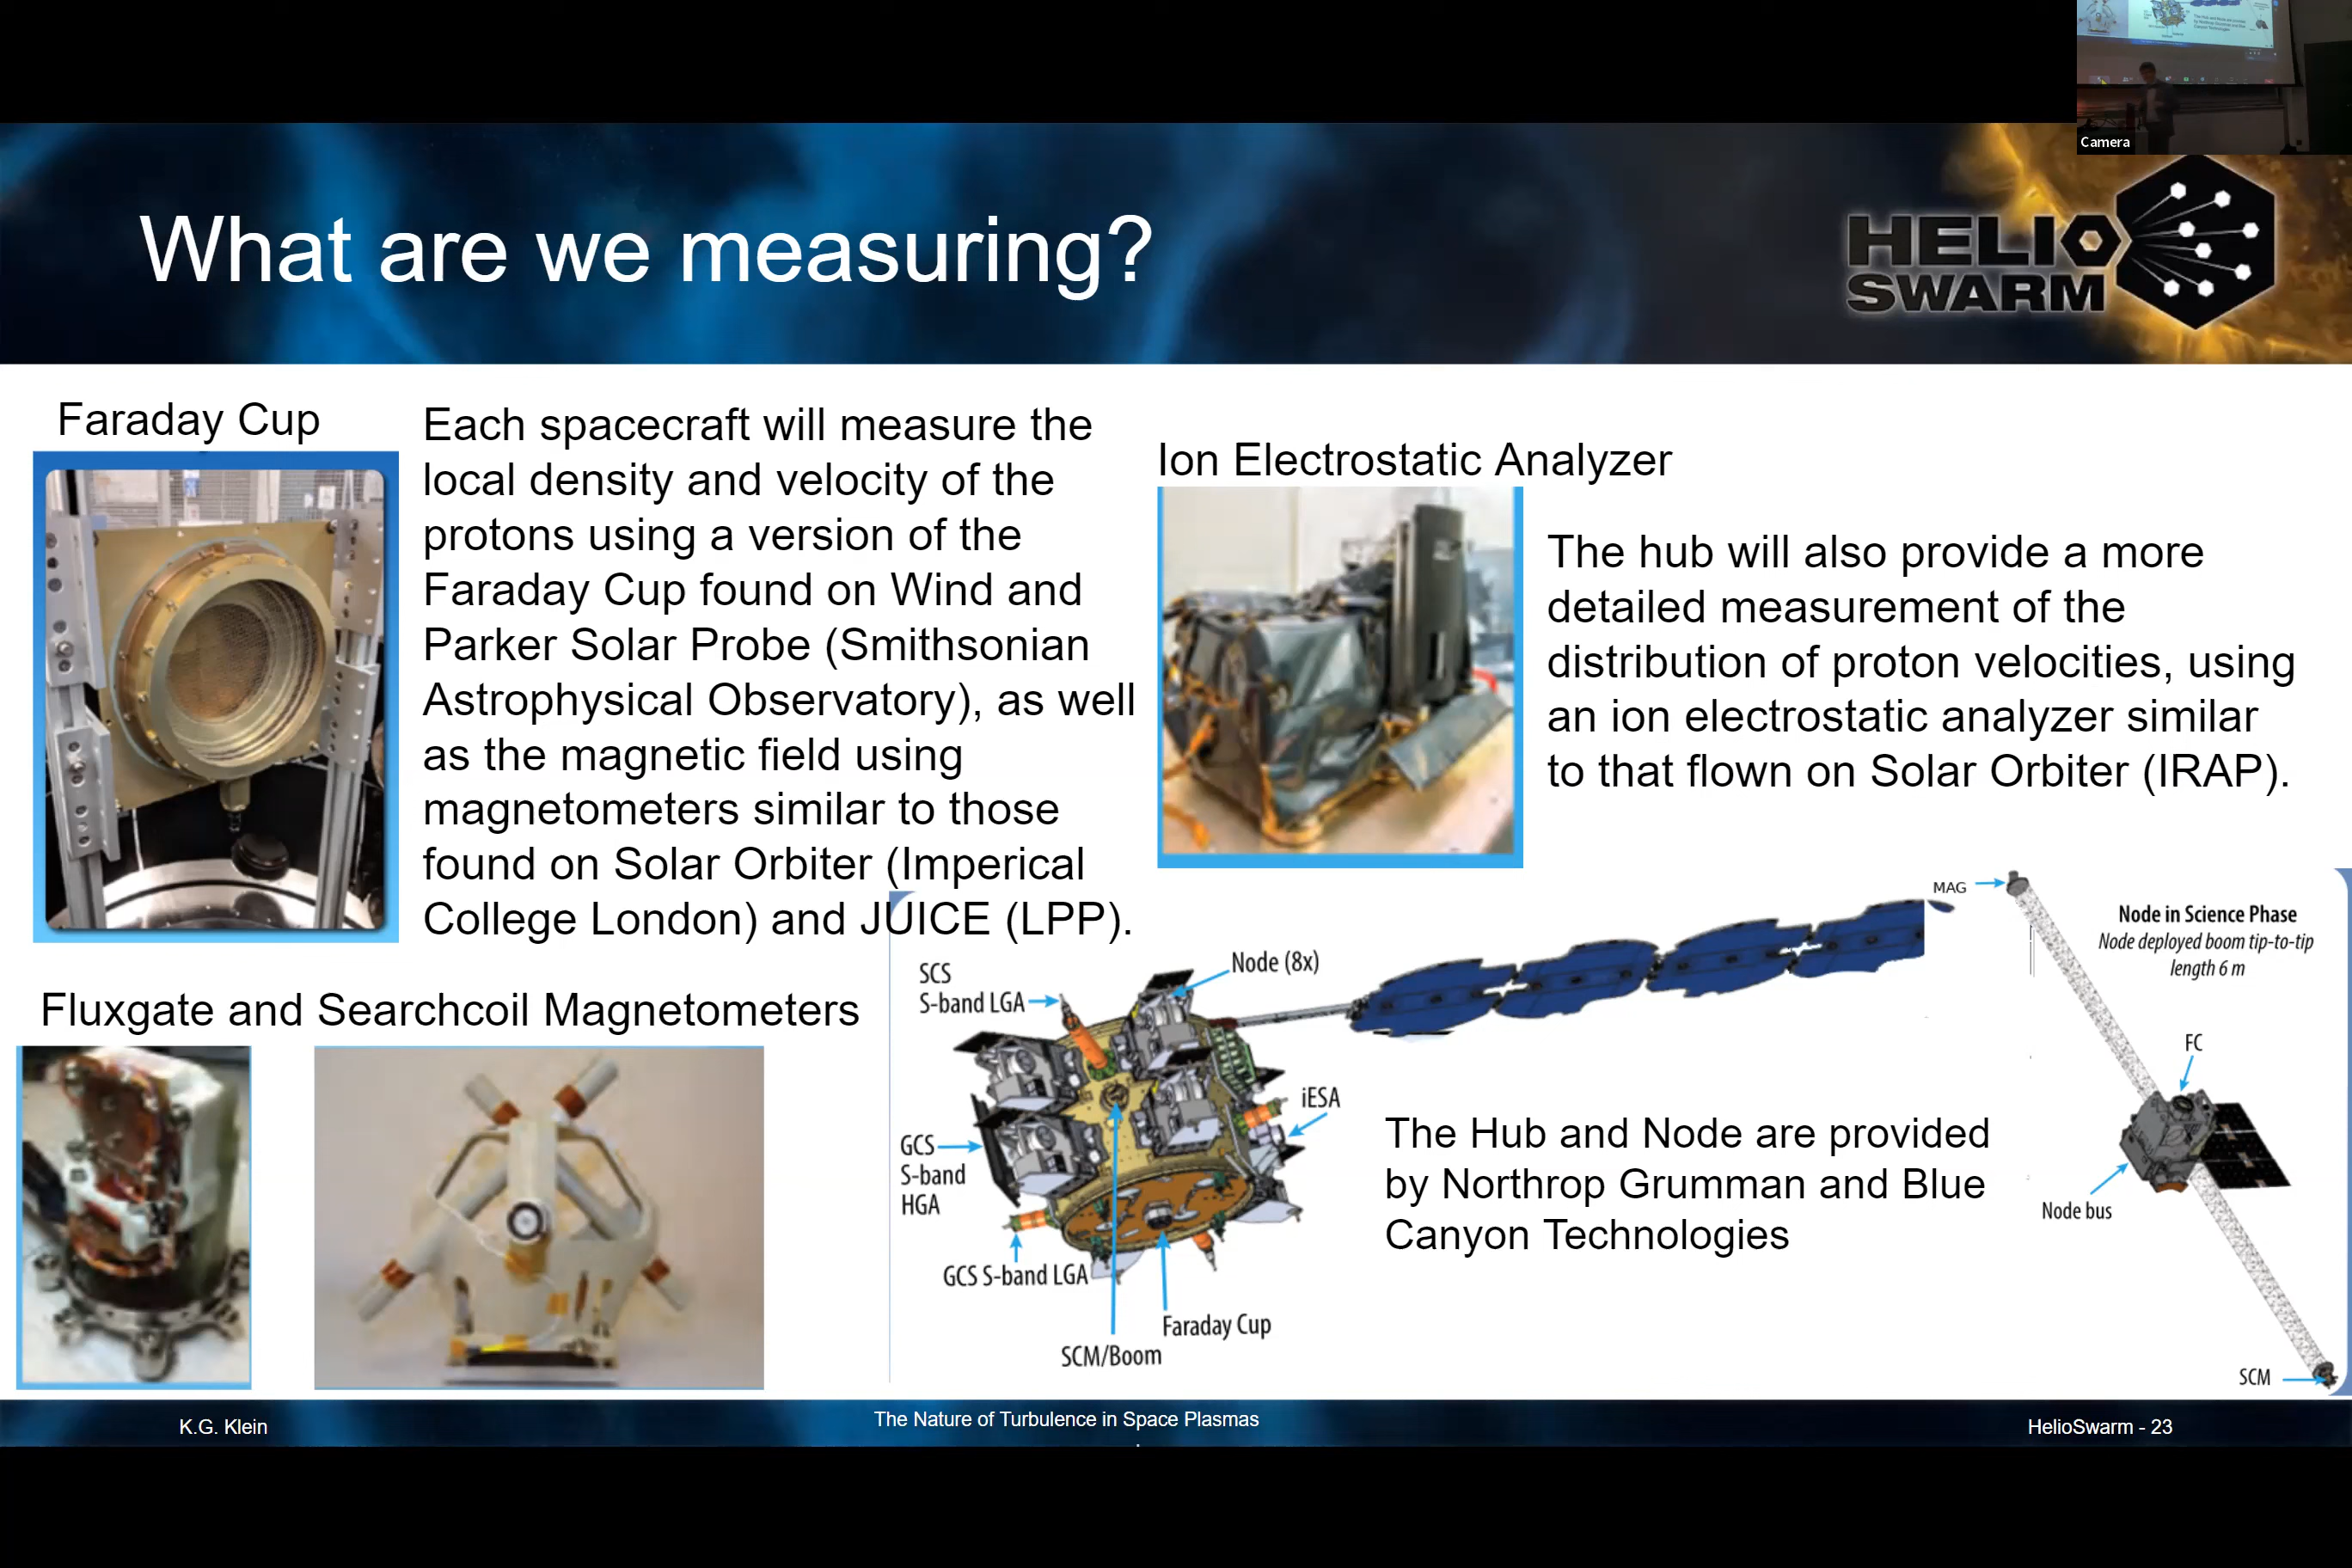 Camera
What are we measuring?
HELIO
SWARM
Faraday Cup
Each spacecraft will measure the
local density and velocity of the
protons using a version of the
Faraday Cup found on Wind and
Parker Solar Probe (Smithsonian
Astrophysical Observatory), as well
as the magnetic field using
magnetometers similar to those
found on Solar Orbiter (Imperical
College London) and JUICE (LPP).
Ion Electrostatic Analyzer
The hub will also provide a more
detailed measurement of the
distribution of proton velocities, using
an ion electrostatic analyzer similar
to that flown on Solar Orbiter (IRAP).
Fluxgate and Searchcoil Magnetometers
SCS
S-band LGA
Node (8x)
iESA
GCS
S-band
HGA
GCS S-band LGA
Faraday Cup
SCM/Boom
The Hub and Node are provided
by Northrop Grumman and Blue
Canyon Technologies
MAG
Node in Science Phase
Node deployed boom tip-to-tip
length 6 m
FC
Node bus
SCM
K.G. Klein
The Nature of Turbulence in Space Plasmas
HelioSwarm - 23